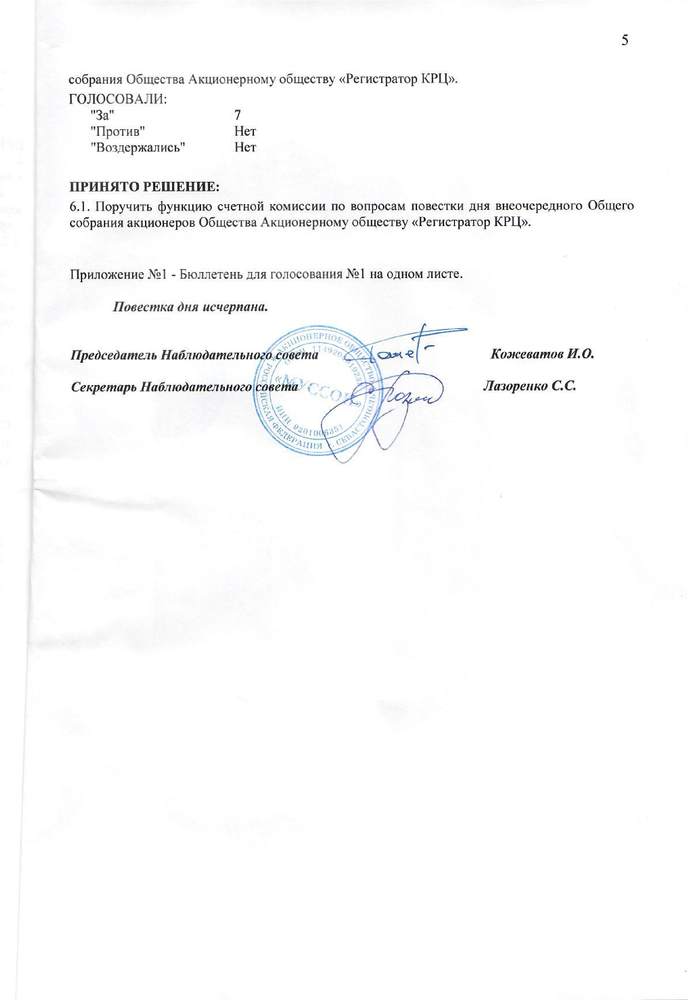 5
собрания Общества Акционерному обществу «Регистратор КРЦ».
ГОЛОСОВАЛИ:
"За" 7
"Против" Нет
"Воздержались" Нет
ПРИНЯТО РЕШЕНИЕ:
6.1. Поручить функцию счетной комиссии по вопросам повестки дня внеочередного Общего
собрания акционеров Общества Акционерному обществу «Регистратор КРЦ».
Приложение №1 - Бюллетень для голосования №1 на одном листе.
Повестка дня исчерпана.
Председатель Наблюдательного совета Кожеватов И.О.
Секретарь Наблюдательного совета Лазоренко С.С.
АКЦИОНЕРНОЕ ОБЩЕСТВО
РОССИЙСКАЯ ФЕДЕРАЦИЯ г. СЕВАСТОПОЛЬ
«МУССОН»
ИНН 9201006351